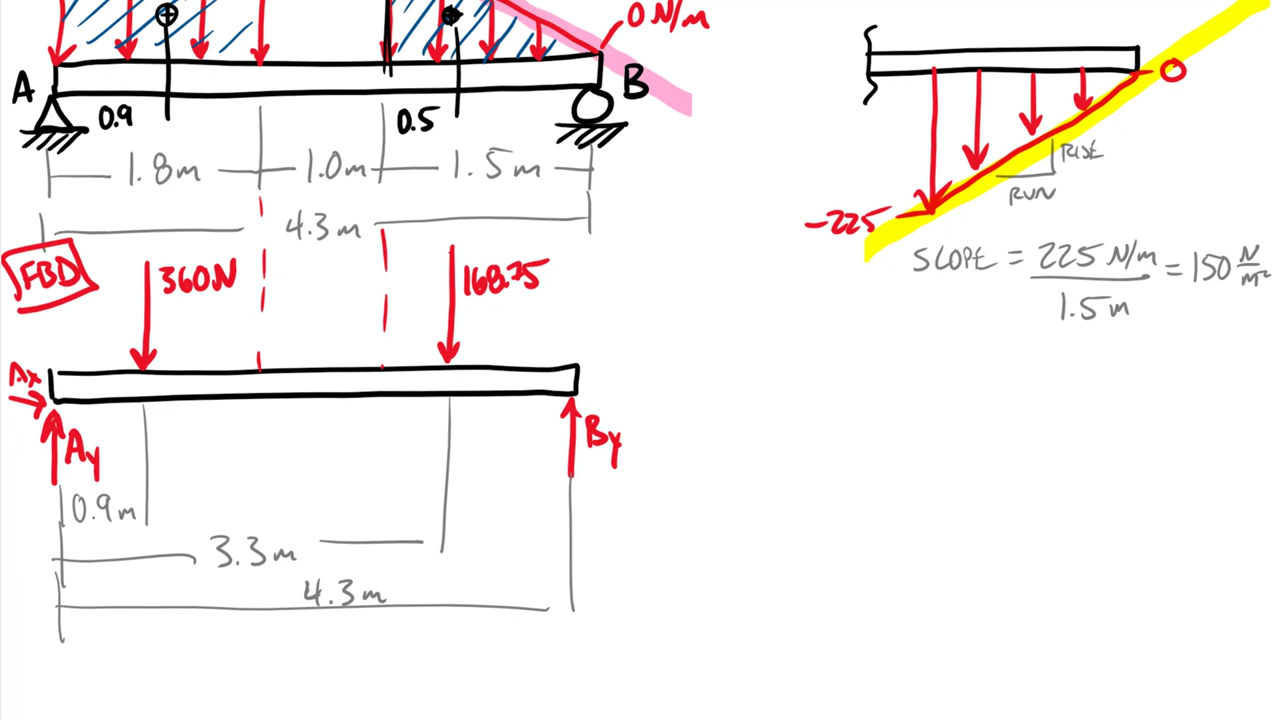 0 N/m
A
B
0.9
0.5
1.8m
1.0m
1.5m
4.3m
FBD
360N
168.75
Ax
Ay
By
0.9m
3.3m
4.3m
0
RISE
RUN
-225
SLOPE = 225 N/m / 1.5m = 150 N/m²